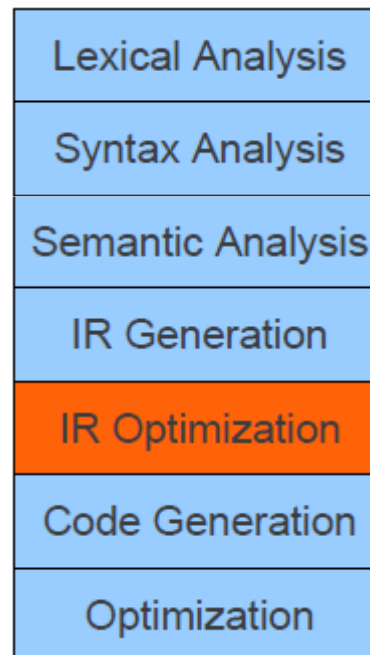 Lexical Analysis
Syntax Analysis
Semantic Analysis
IR Generation
IR Optimization
Code Generation
Optimization